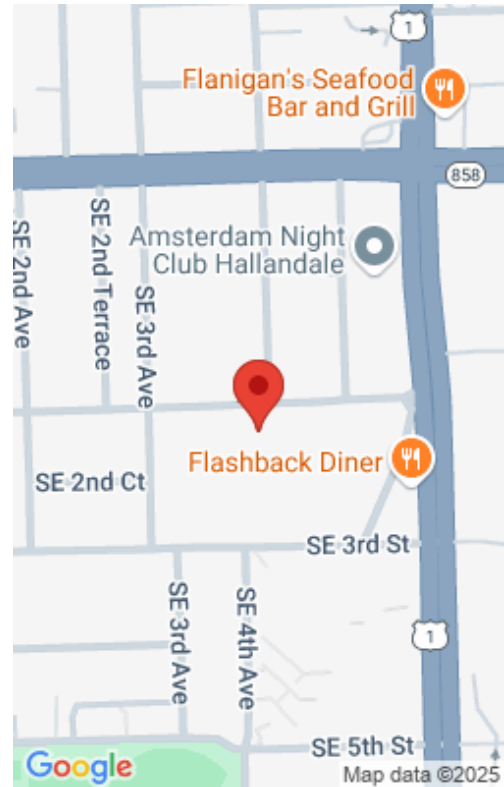 1
Flanigan's Seafood
Bar and Grill
858
SE 2nd Ave
SE 2nd Terrace
SE 3rd Ave
Amsterdam Night
Club Hallandale
Flashback Diner
SE 2nd Ct
SE 3rd St
SE 3rd Ave
SE 4th Ave
1
SE 5th St
Google
Map data ©2025